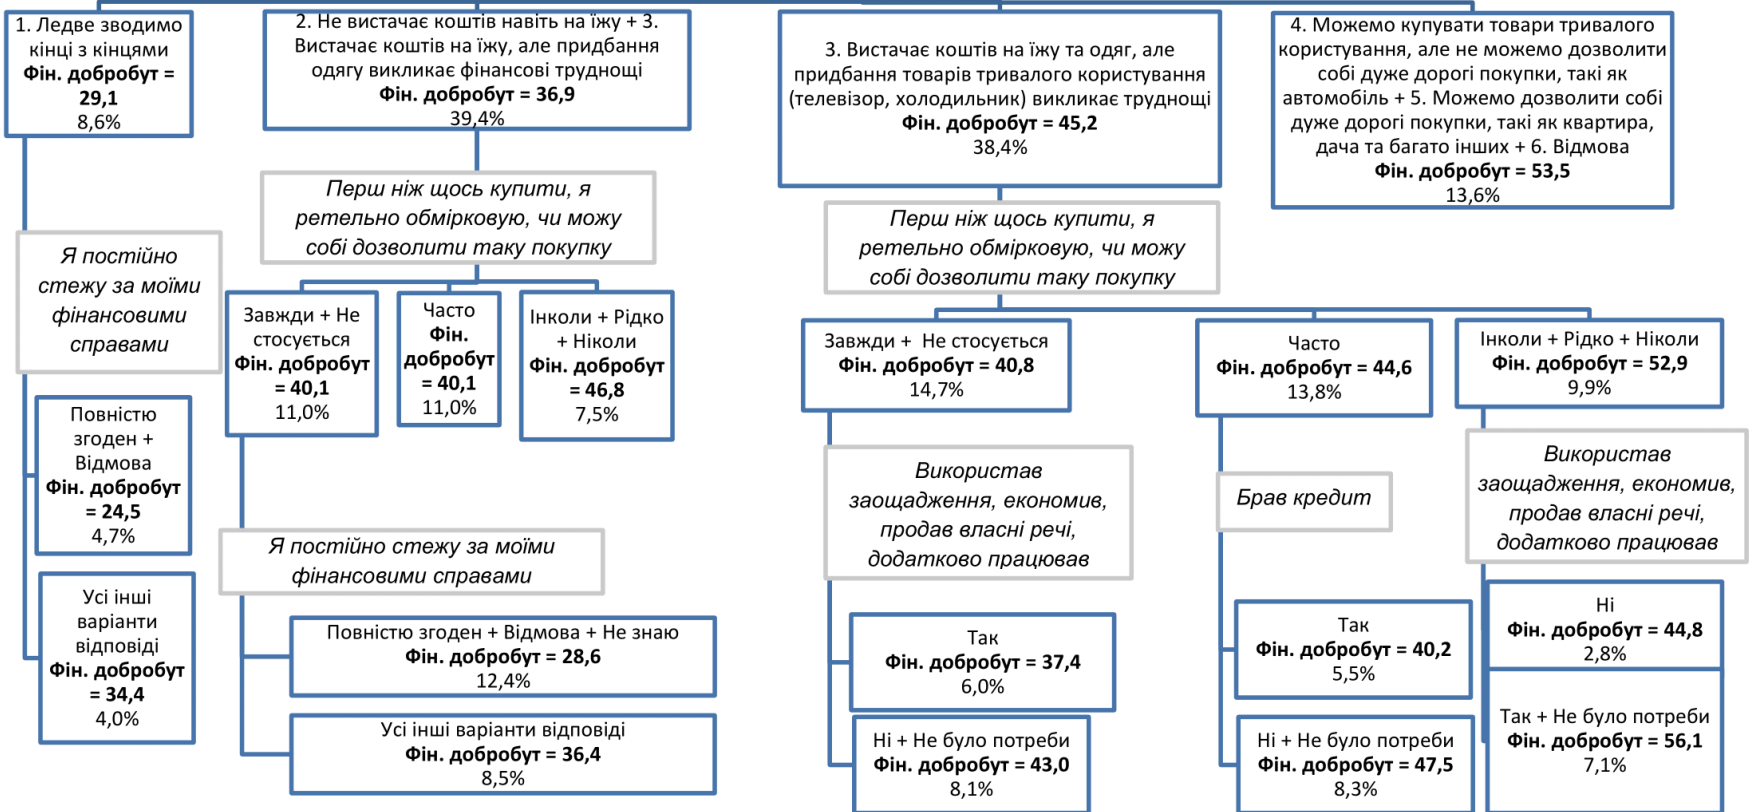 1. Ледве зводимо
кінці з кінцями
Фін. добробут =
29,1
8,6%
2. Не вистачає коштів навіть на їжу + 3.
Вистачає коштів на їжу, але придбання
одягу викликає фінансові труднощі
Фін. добробут = 36,9
39,4%
3. Вистачає коштів на їжу та одяг, але
придбання товарів тривалого користування
(телевізор, холодильник) викликає труднощі
Фін. добробут = 45,2
38,4%
4. Можемо купувати товари тривалого
користування, але не можемо дозволити
собі дуже дорогі покупки, такі як
автомобіль + 5. Можемо дозволити собі
дуже дорогі покупки, такі як квартира,
дача та багато інших + 6. Відмова
Фін. добробут = 53,5
13,6%
Я постійно
стежу за моїми
фінансовими
справами
Повністю
згоден +
Відмова
Фін. добробут
= 24,5
4,7%
Усі інші
варіанти
відповіді
Фін. добробут
= 34,4
4,0%
Перш ніж щось купити, я
ретельно обмірковую, чи можу
собі дозволити таку покупку
Завжди + Не
стосується
Фін. добробут
= 40,1
11,0%
Часто
Фін.
добробут
= 40,1
11,0%
Інколи + Рідко
+ Ніколи
Фін. добробут
= 46,8
7,5%
Я постійно стежу за моїми
фінансовими справами
Повністю згоден + Відмова + Не знаю
Фін. добробут = 28,6
12,4%
Усі інші варіанти відповіді
Фін. добробут = 36,4
8,5%
Перш ніж щось купити, я
ретельно обмірковую, чи можу
собі дозволити таку покупку
Завжди + Не стосується
Фін. добробут = 40,8
14,7%
Часто
Фін. добробут = 44,6
13,8%
Інколи + Рідко + Ніколи
Фін. добробут = 52,9
9,9%
Використав
заощадження, економив,
продав власні речі,
додатково працював
Так
Фін. добробут = 37,4
6,0%
Ні + Не було потреби
Фін. добробут = 43,0
8,1%
Брав кредит
Так
Фін. добробут = 40,2
5,5%
Ні + Не було потреби
Фін. добробут = 47,5
8,3%
Використав
заощадження, економив,
продав власні речі,
додатково працював
Ні
Фін. добробут = 44,8
2,8%
Так + Не було потреби
Фін. добробут = 56,1
7,1%